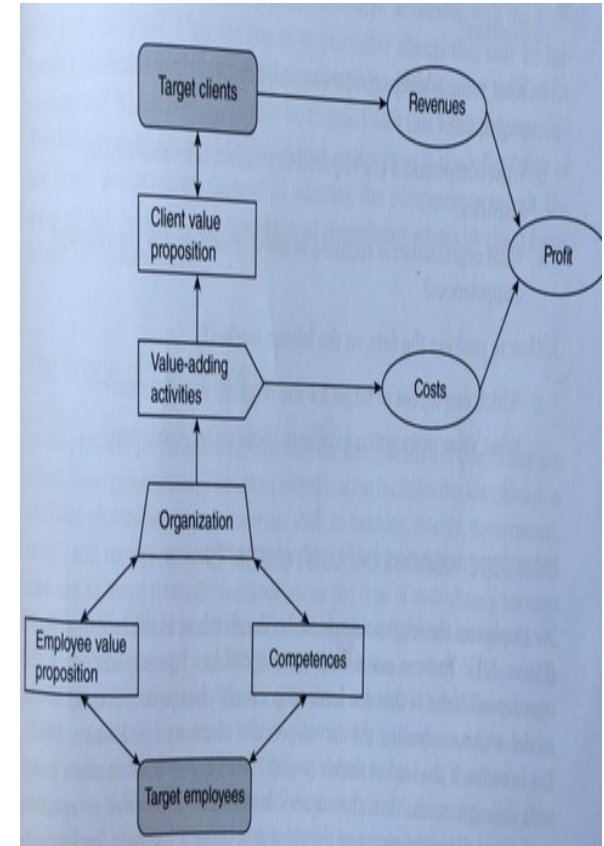 Target clients
Revenues
Client value
proposition
Profit
Value-adding
activities
Costs
Organization
Employee value
proposition
Competences
Target employees